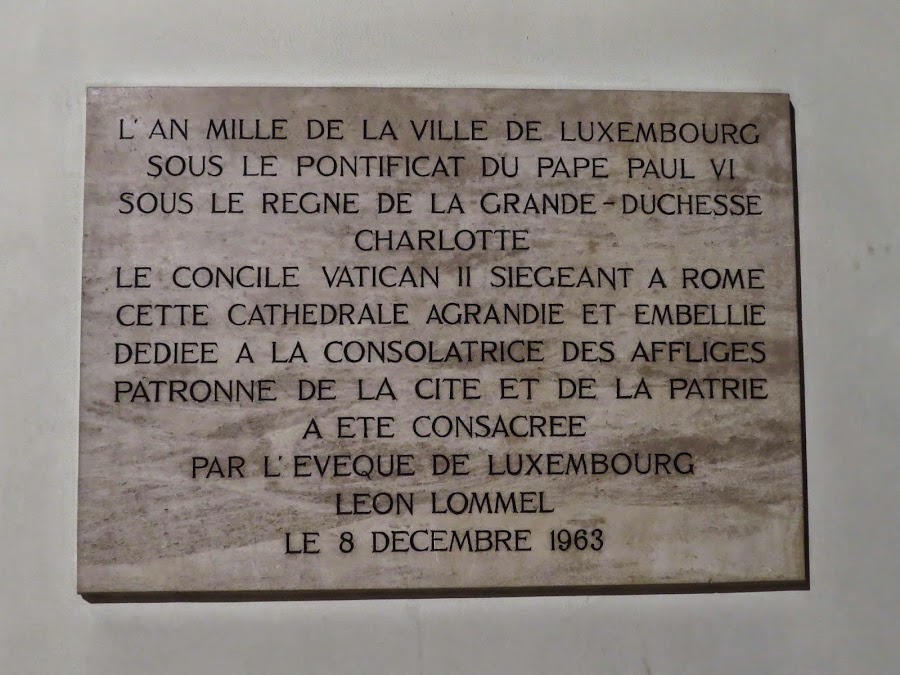 L'AN MILLE DE LA VILLE DE LUXEMBOURG
SOUS LE PONTIFICAT DU PAPE PAUL VI
SOUS LE REGNE DE LA GRANDE-DUCHESSE
CHARLOTTE
LE CONCILE VATICAN II SIEGEANT A ROME
CETTE CATHEDRALE AGRANDIE ET EMBELLIE
DEDIEE A LA CONSOLATRICE DES AFFLIGES
PATRONNE DE LA CITE ET DE LA PATRIE
A ETE CONSACREE
PAR L'EVEQUE DE LUXEMBOURG
LEON LOMMEL
LE 8 DECEMBRE 1963